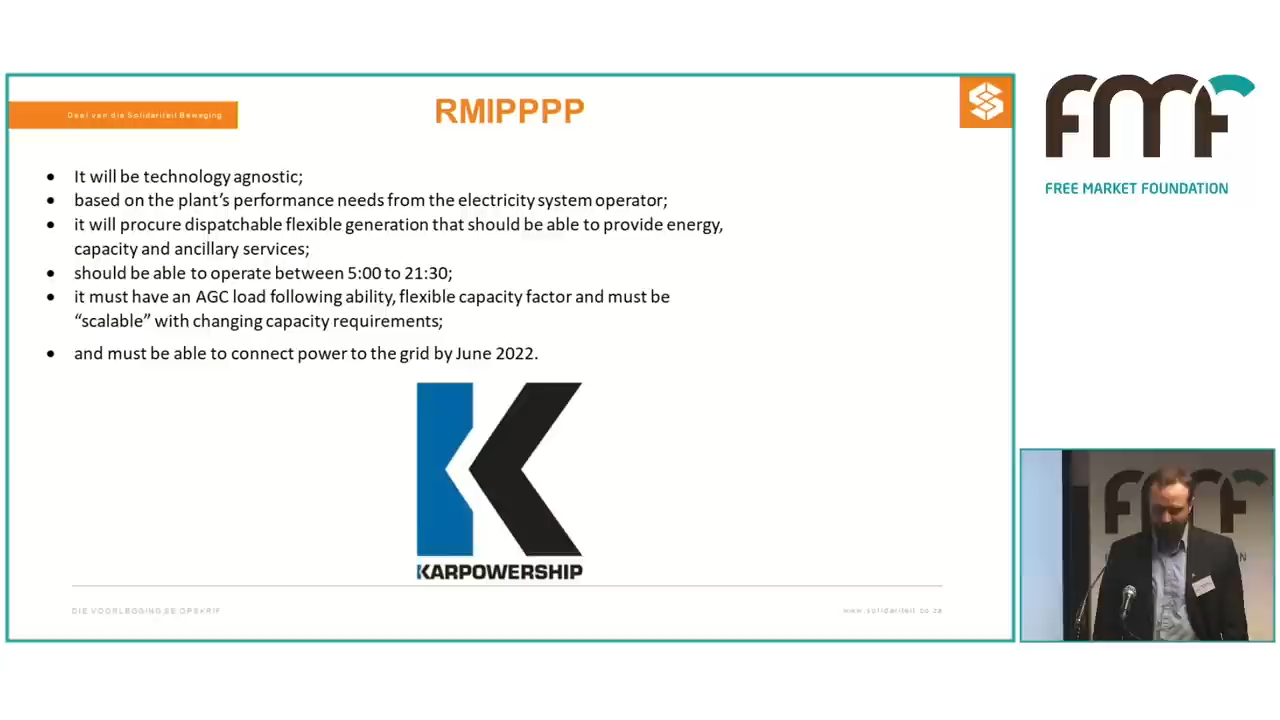 Deel van die Solidariteit Beweging
RMIPPPP
• It will be technology agnostic;
• based on the plant’s performance needs from the electricity system operator;
• it will procure dispatchable flexible generation that should be able to provide energy,
capacity and ancillary services;
• should be able to operate between 5:00 to 21:30;
• it must have an AGC load following ability, flexible capacity factor and must be
“scalable” with changing capacity requirements;
• and must be able to connect power to the grid by June 2022.
KARPOWERSHIP
DIE VOORLEGGING SE OPSKRIF
www.solidariteit.co.za
FMF
FREE MARKET FOUNDATION
FMF